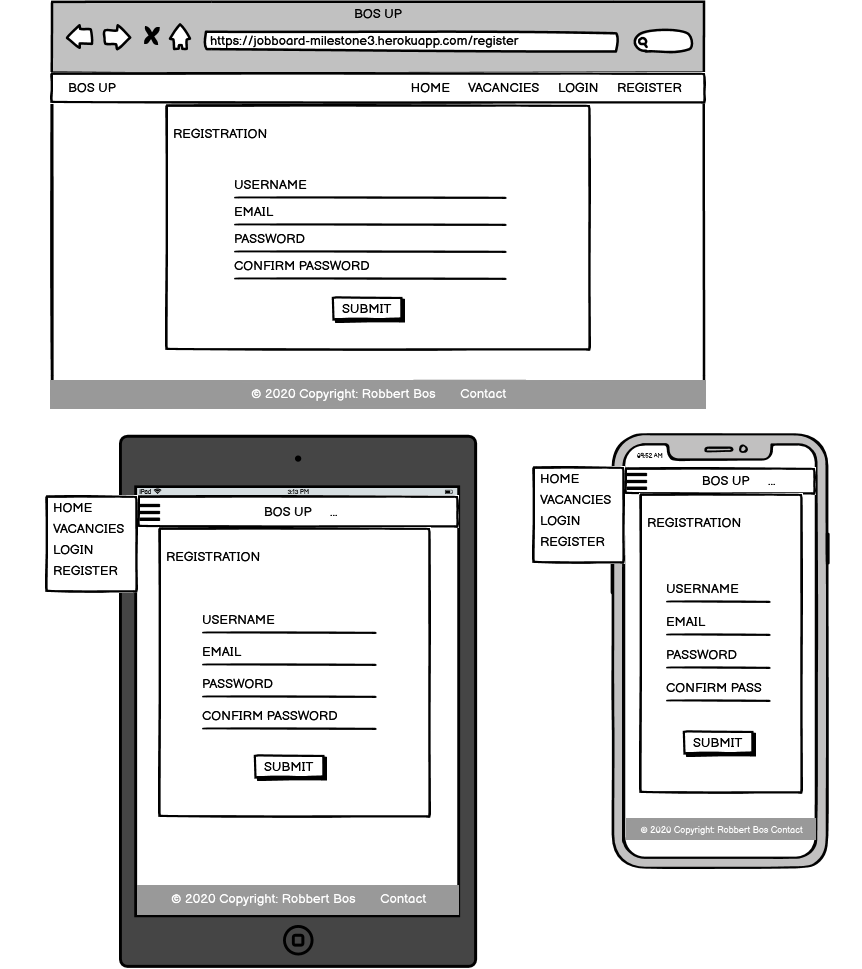 BOS UP
https://jobboard-milestone3.herokuapp.com/register
BOS UP HOME VACANCIES LOGIN REGISTER
REGISTRATION
USERNAME
EMAIL
PASSWORD
CONFIRM PASSWORD
SUBMIT
© 2020 Copyright: Robbert Bos Contact
iPod 3:13 PM
HOME
VACANCIES
LOGIN
REGISTER
BOS UP ...
REGISTRATION
USERNAME
EMAIL
PASSWORD
CONFIRM PASSWORD
SUBMIT
© 2020 Copyright: Robbert Bos Contact
09:52 AM
HOME
VACANCIES
LOGIN
REGISTER
BOS UP ...
REGISTRATION
USERNAME
EMAIL
PASSWORD
CONFIRM PASS
SUBMIT
© 2020 Copyright: Robbert Bos Contact